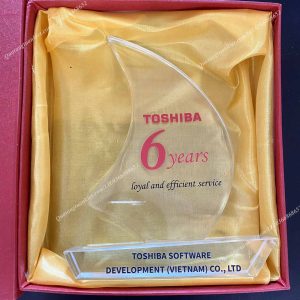 TOSHIBA
6 years
loyal and efficient service
TOSHIBA SOFTWARE
DEVELOPMENT (VIETNAM) CO., LTD